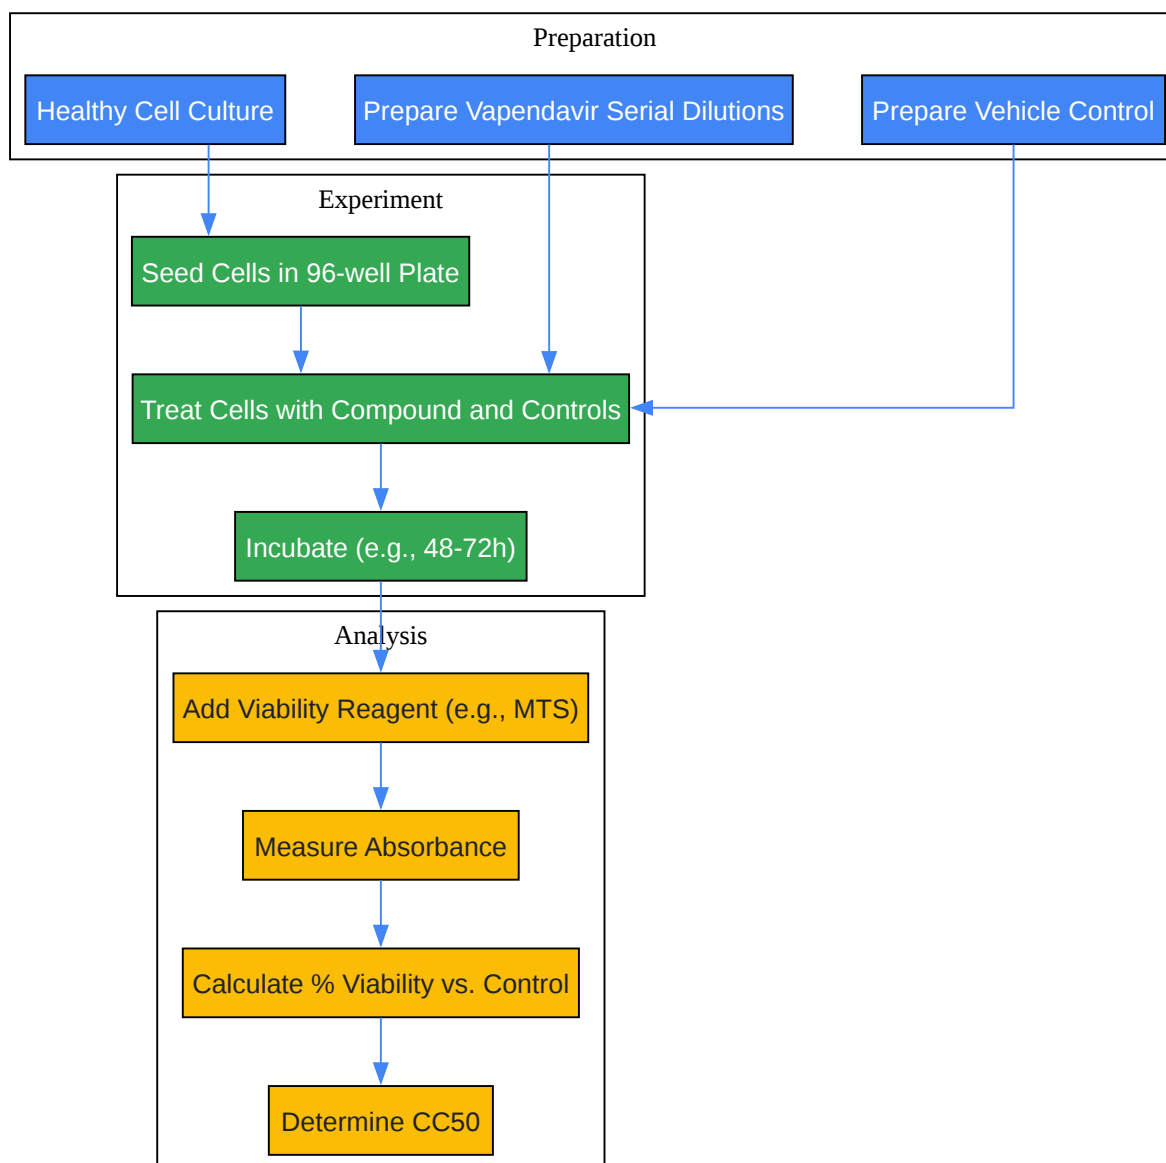 Preparation
Healthy Cell Culture
Prepare Vapendavir Serial Dilutions
Prepare Vehicle Control
Experiment
Seed Cells in 96-well Plate
Treat Cells with Compound and Controls
Incubate (e.g., 48-72h)
Analysis
Add Viability Reagent (e.g., MTS)
Measure Absorbance
Calculate % Viability vs. Control
Determine CC50